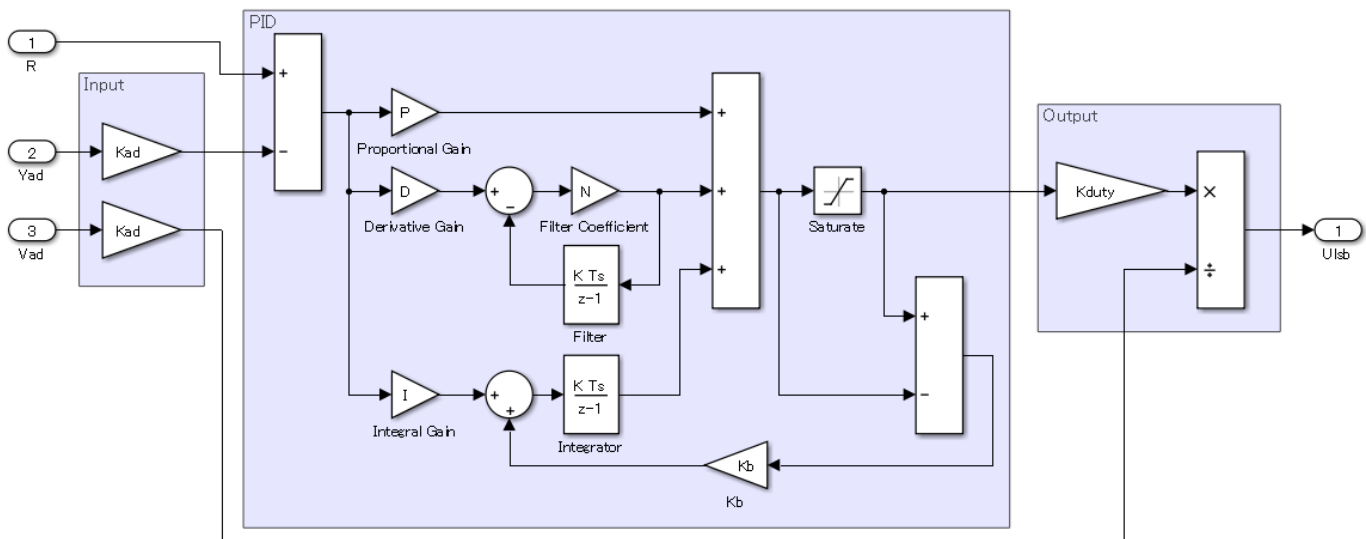 PID
1
R
Input
Kad
2
Yad
Kad
3
Vad
+
−
P
Proportional Gain
D
Derivative Gain
+
−
N
Filter Coefficient
K Ts
z-1
Filter
I
Integral Gain
+
+
K Ts
z-1
Integrator
+
+
+
Saturate
+
−
Kb
Kb
Output
Kduty
×
÷
1
Ulsb